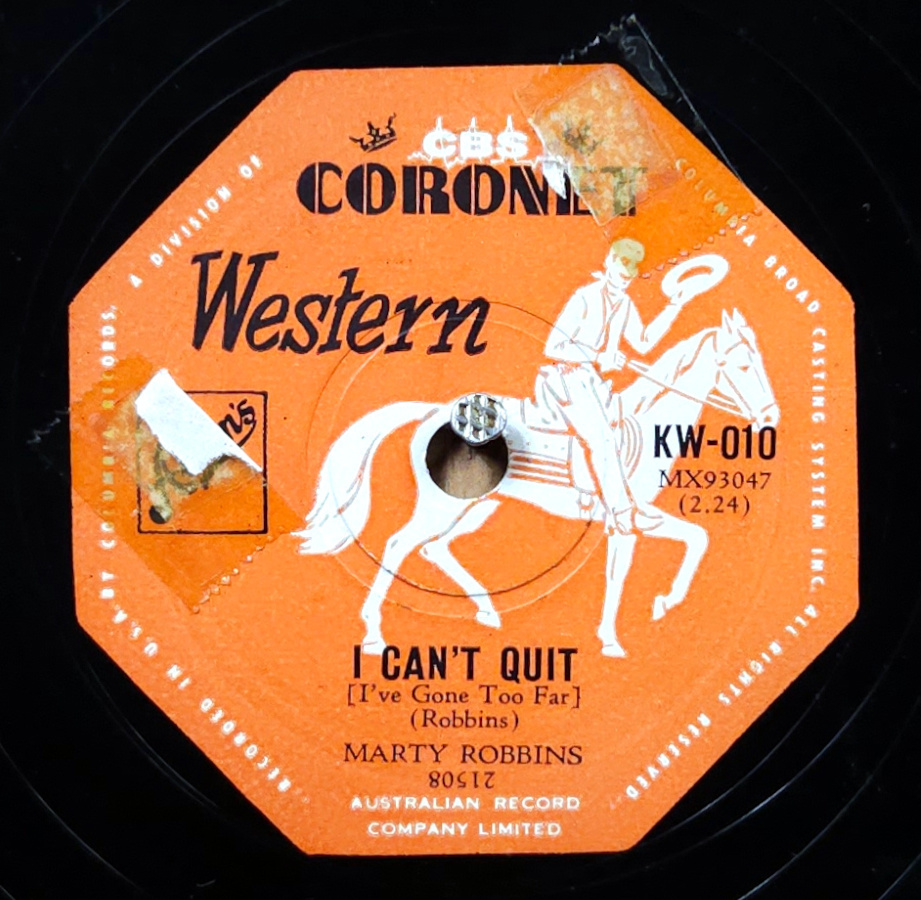 CBS
CORONET
Western
KW-010
MX93047
(2.24)
I CAN'T QUIT
[I've Gone Too Far]
(Robbins)
MARTY ROBBINS
21508
AUSTRALIAN RECORD
COMPANY LIMITED
RECORDED IN U.S.A. BY COLUMBIA RECORDS, A DIVISION OF
COLUMBIA BROADCASTING SYSTEM INC. ALL RIGHTS RESERVED